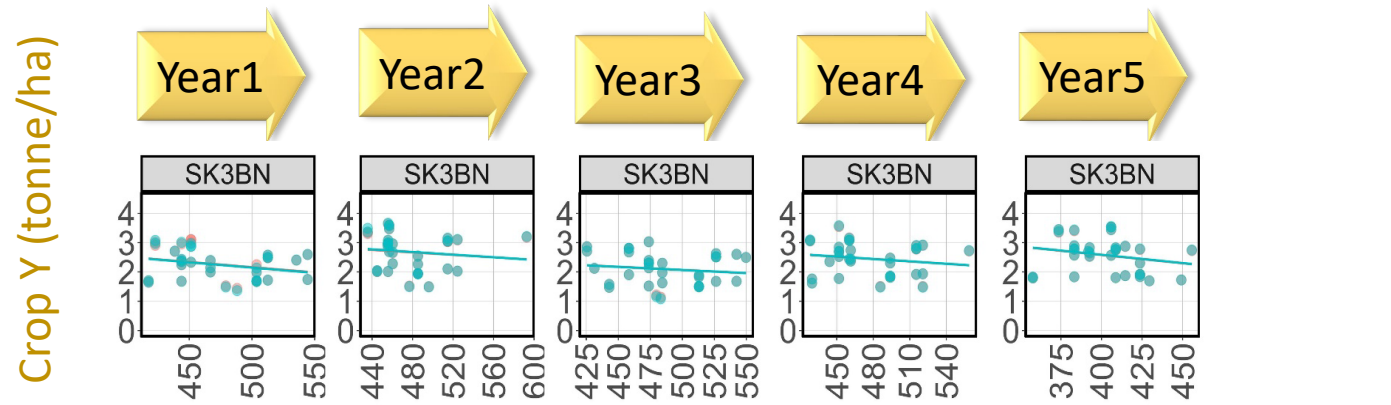 Crop Y (tonne/ha)
Year1 Year2 Year3 Year4 Year5
SK3BN SK3BN SK3BN SK3BN SK3BN
4 4 4 4 4
3 3 3 3 3
2 2 2 2 2
1 1 1 1 1
0 0 0 0 0
450 500 550 440 480 520 560 600 425 450 475 500 525 550 450 480 510 540 375 400 425 450